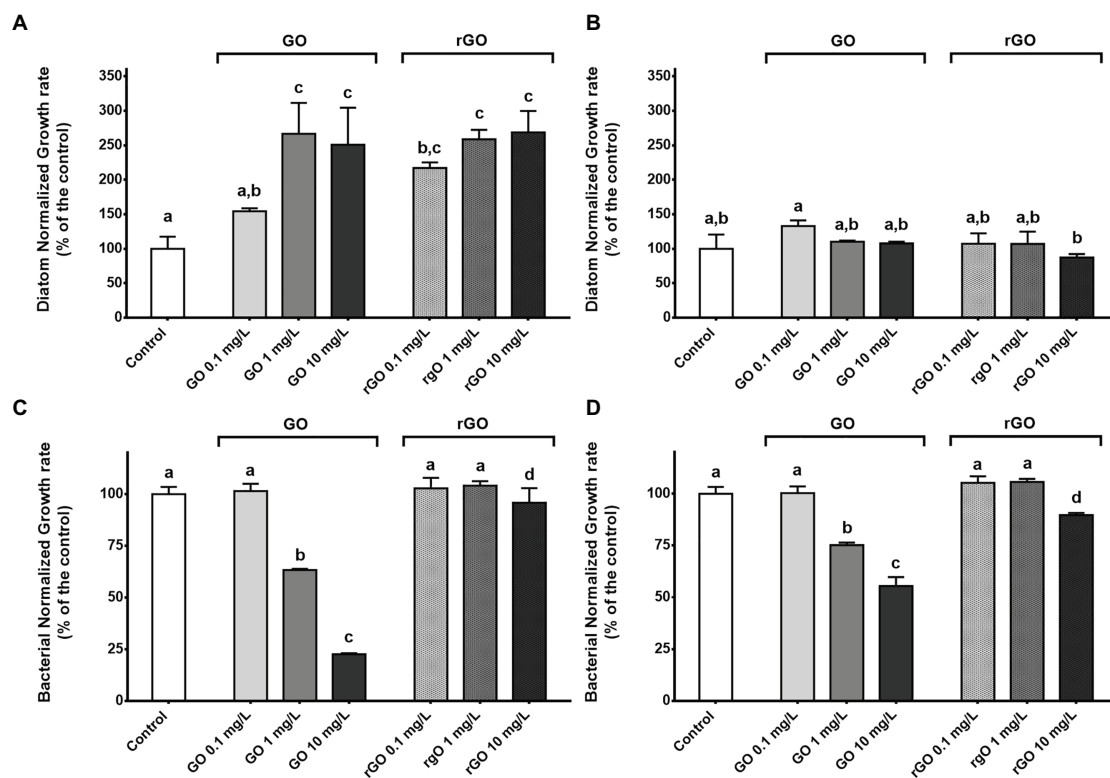 A
GO
rGO
Diatom Normalized Growth rate
(% of the control)
350
300
250
200
150
100
50
0
a
a,b
c
c
b,c
c
c
Control
GO 0.1 mg/L
GO 1 mg/L
GO 10 mg/L
rGO 0.1 mg/L
rgO 1 mg/L
rGO 10 mg/L
B
GO
rGO
Diatom Normalized Growth rate
(% of the control)
350
300
250
200
150
100
50
0
a,b
a
a,b
a,b
a,b
a,b
b
Control
GO 0.1 mg/L
GO 1 mg/L
GO 10 mg/L
rGO 0.1 mg/L
rgO 1 mg/L
rGO 10 mg/L
C
GO
rGO
Bacterial Normalized Growth rate
(% of the control)
100
75
50
25
0
a
a
b
c
a
a
d
Control
GO 0.1 mg/L
GO 1 mg/L
GO 10 mg/L
rGO 0.1 mg/L
rgO 1 mg/L
rGO 10 mg/L
D
GO
rGO
Bacterial Normalized Growth rate
(% of the control)
100
75
50
25
0
a
a
b
c
a
a
d
Control
GO 0.1 mg/L
GO 1 mg/L
GO 10 mg/L
rGO 0.1 mg/L
rgO 1 mg/L
rGO 10 mg/L